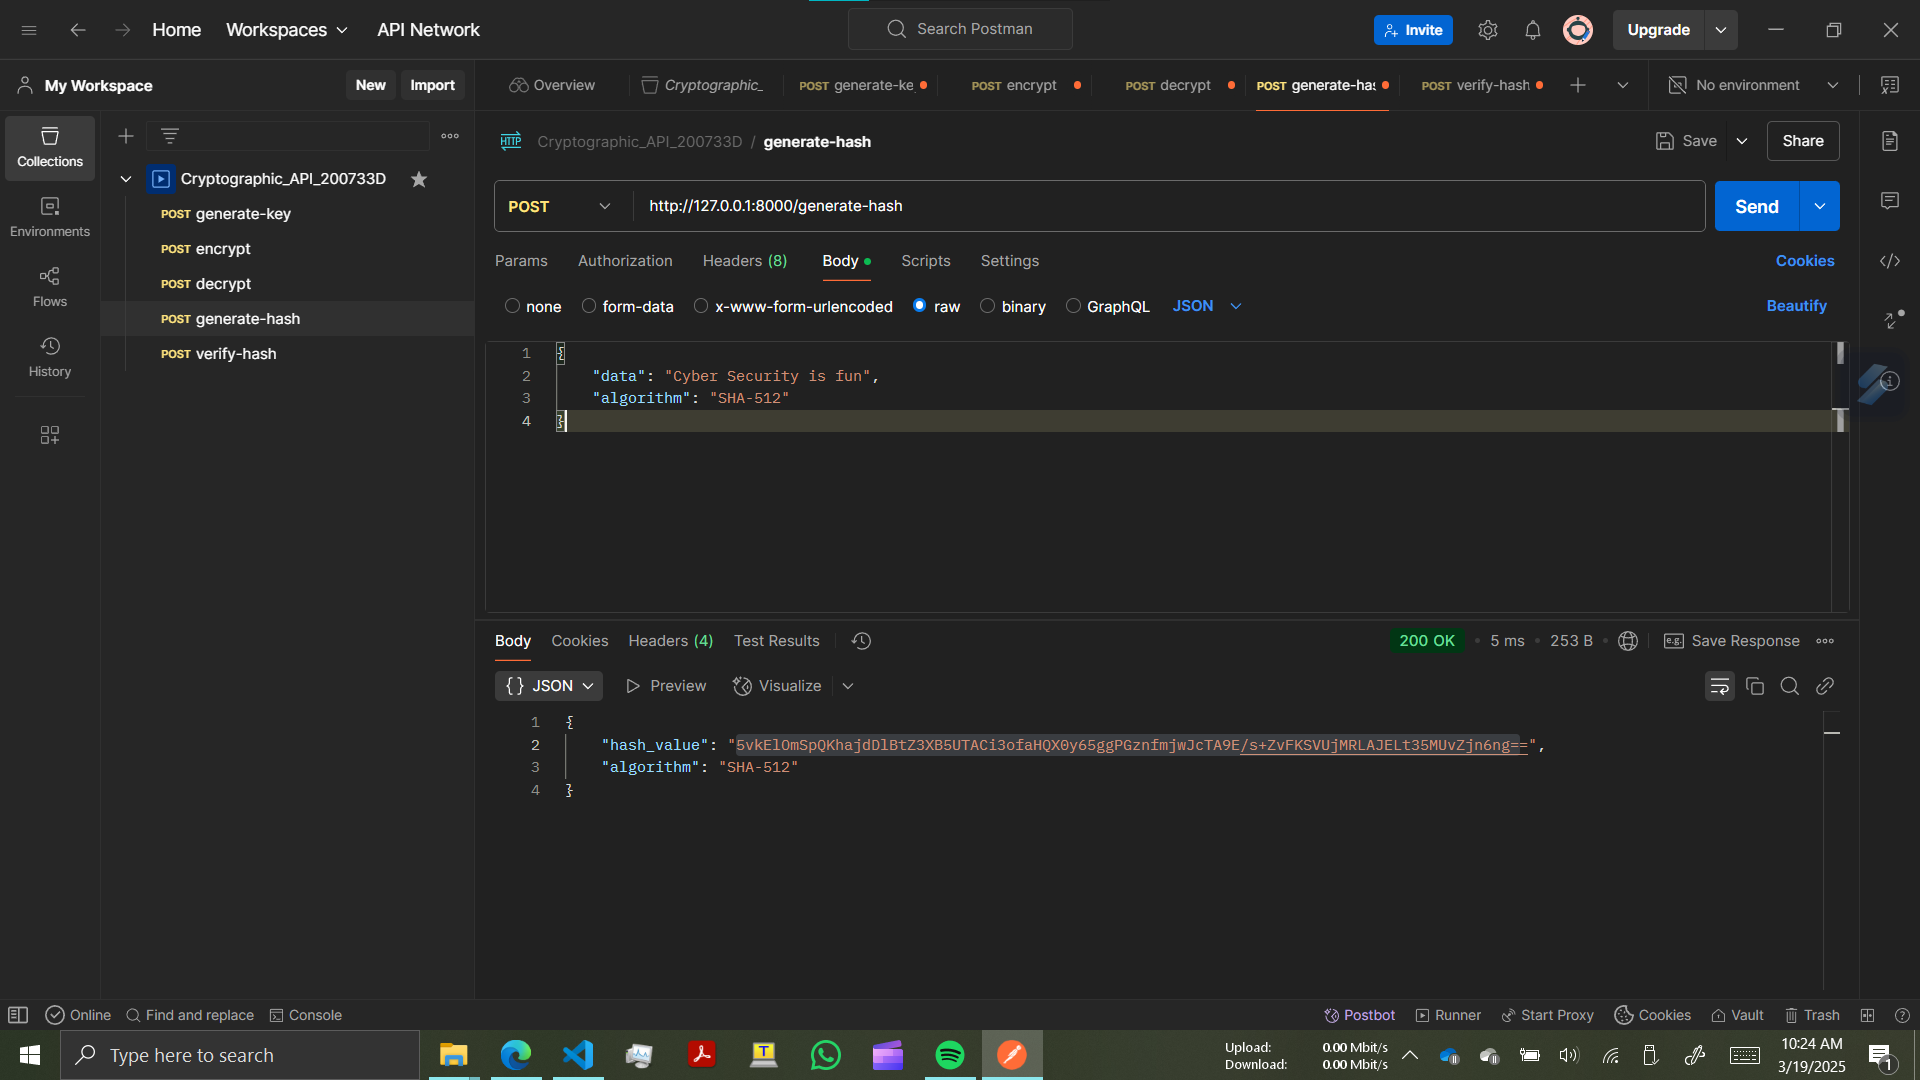 Home
Workspaces
API Network
Search Postman
Invite
Upgrade
My Workspace
New
Import
Overview
Cryptographic_
POST generate-ke
POST encrypt
POST decrypt
POST generate-has
POST verify-hash
No environment
Collections
Environments
Flows
History
Cryptographic_API_200733D
POST generate-key
POST encrypt
POST decrypt
POST generate-hash
POST verify-hash
HTTP Cryptographic_API_200733D / generate-hash
Save
Share
POST
http://127.0.0.1:8000/generate-hash
Send
Params
Authorization
Headers (8)
Body
Scripts
Settings
Cookies
none
form-data
x-www-form-urlencoded
raw
binary
GraphQL
JSON
Beautify
1 {
2 "data": "Cyber Security is fun",
3 "algorithm": "SHA-512"
4 }
Body
Cookies
Headers (4)
Test Results
200 OK
5 ms
253 B
e.g. Save Response
{} JSON
Preview
Visualize
1 {
2 "hash_value": "5vkElOmSpQKhajdDlBtZ3XB5UTACi3ofaHQX0y65ggPGznfmjwJcTA9E/s+ZvFKSVUjMRLAJELt35MUvZjn6ng==",
3 "algorithm": "SHA-512"
4 }
Online
Find and replace
Console
Postbot
Runner
Start Proxy
Cookies
Vault
Trash
Type here to search
Upload: 0.00 Mbit/s
Download: 0.00 Mbit/s
10:24 AM
3/19/2025
1